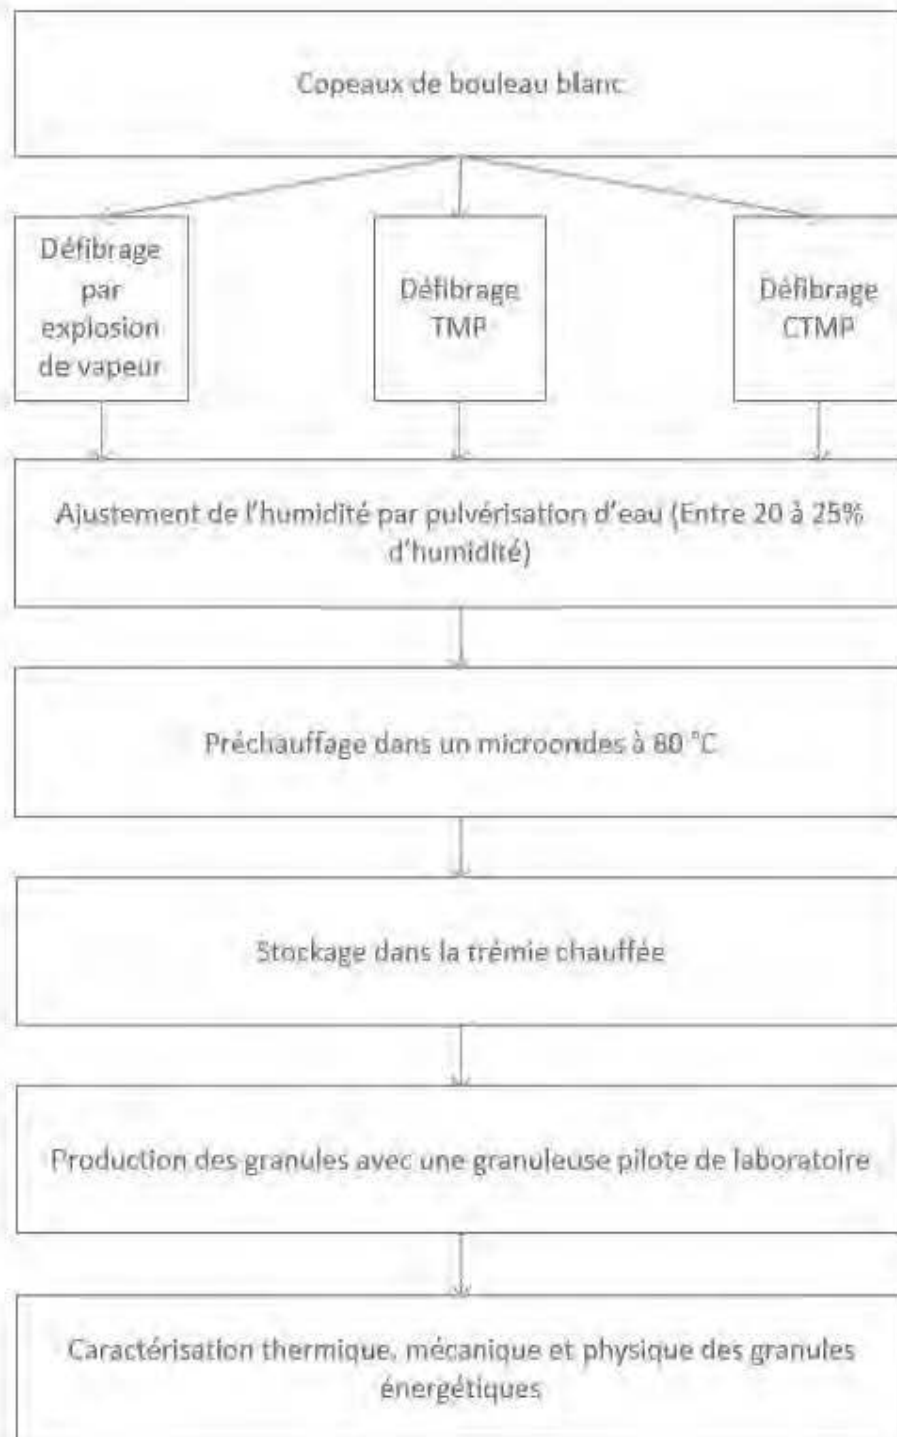 Copeaux de bouleau blanc
Défibrage
par
explosion
de vapeur
Défibrage
TMP
Défibrage
CTMP
Ajustement de l'humidité par pulvérisation d'eau (Entre 20 à 25%
d'humidité)
Préchauffage dans un microondes à 80 °C
Stockage dans la trémie chauffée
Production des granules avec une granuleuse pilote de laboratoire
Caractérisation thermique, mécanique et physique des granules
énergétiques